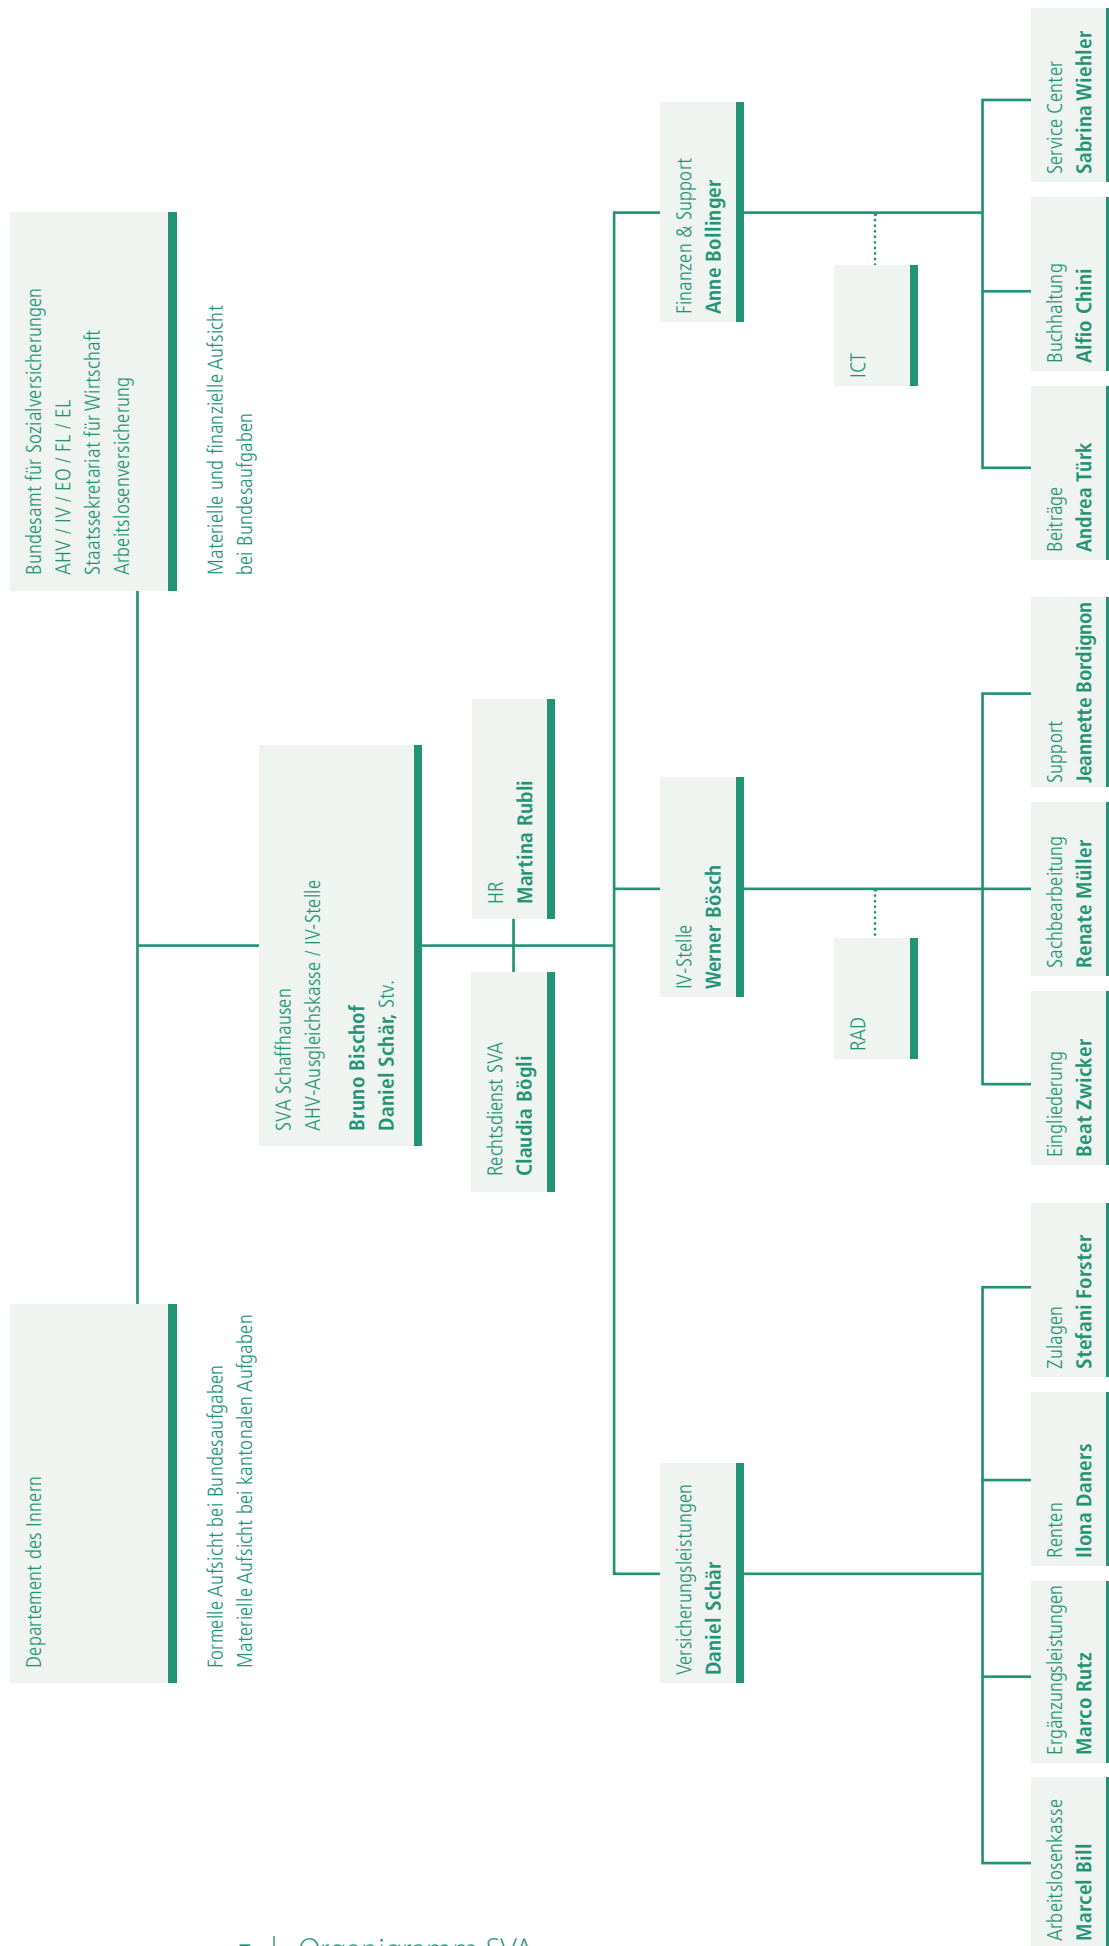 Organigramm SVA
Departement des Innern
Formelle Aufsicht bei Bundesaufgaben
Materielle Aufsicht bei kantonalen Aufgaben
Bundesamt für Sozialversicherungen
AHV / IV / EO / FL / EL
Staatssekretariat für Wirtschaft
Arbeitslosenversicherung
Materielle und finanzielle Aufsicht
bei Bundesaufgaben
SVA Schaffhausen
AHV-Ausgleichskasse / IV-Stelle
Bruno Bischof
Daniel Schär, Stv.
Rechtsdienst SVA
Claudia Bögli
HR
Martina Rubli
Versicherungsleistungen
Daniel Schär
IV-Stelle
Werner Bösch
Finanzen & Support
Anne Bollinger
RAD
ICT
Arbeitslosenkasse
Marcel Bill
Ergänzungsleistungen
Marco Rutz
Renten
Ilona Daners
Zulagen
Stefani Forster
Eingliederung
Beat Zwicker
Sachbearbeitung
Renate Müller
Support
Jeannette Bordignon
Beiträge
Andrea Türk
Buchhaltung
Alfio Chini
Service Center
Sabrina Wiehler